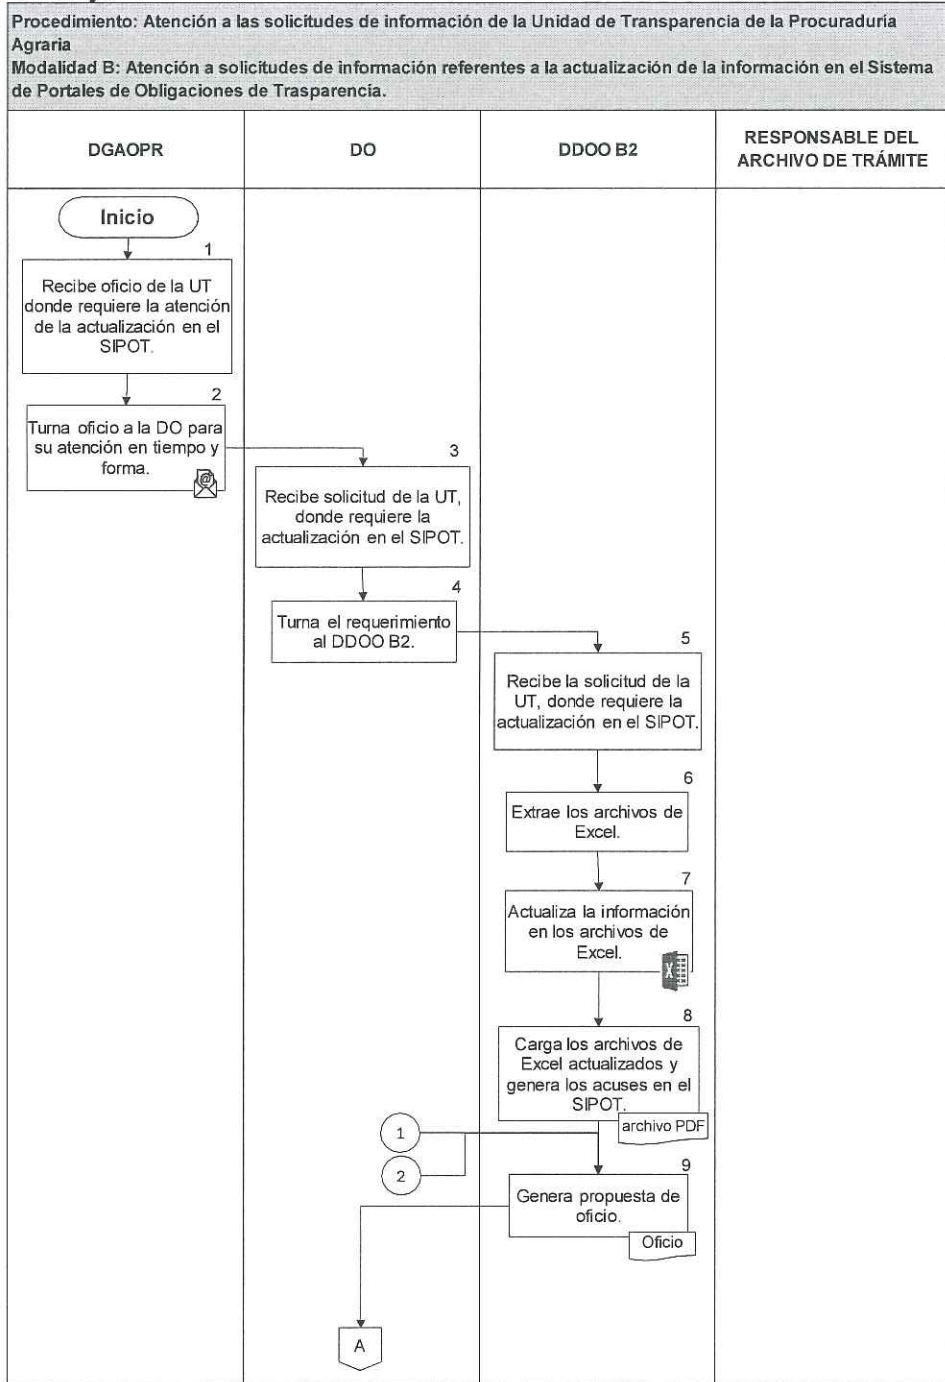 Procedimiento: Atención a las solicitudes de información de la Unidad de Transparencia de la Procuraduría
Agraria
Modalidad B: Atención a solicitudes de información referentes a la actualización de la información en el Sistema
de Portales de Obligaciones de Trasparencia.
DGAOPR
DO
DDOO B2
RESPONSABLE DEL
ARCHIVO DE TRÁMITE
Inicio
1
Recibe oficio de la UT
donde requiere la atención
de la actualización en el
SIPOT.
2
Turna oficio a la DO para
su atención en tiempo y
forma.
@
3
Recibe solicitud de la UT,
donde requiere la
actualización en el SIPOT.
4
Turna el requerimiento
al DDOO B2.
5
Recibe la solicitud de la
UT, donde requiere la
actualización en el SIPOT.
6
Extrae los archivos de
Excel.
7
Actualiza la información
en los archivos de
Excel.
X
8
Carga los archivos de
Excel actualizados y
genera los acuses en el
SIPOT.
archivo PDF
1
2
9
Genera propuesta de
oficio.
Oficio
A